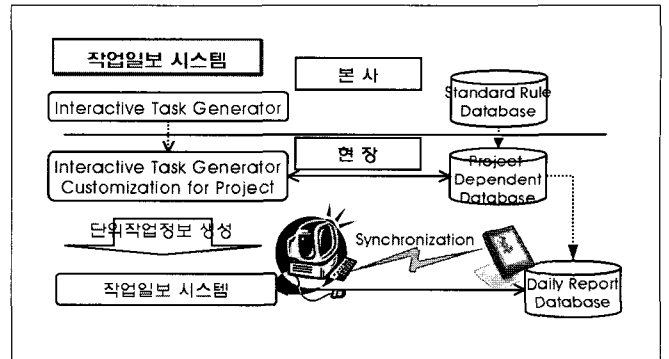 작업일보 시스템
본 사
Interactive Task Generator
Standard Rule
Database
Interactive Task Generator
Customization for Project
현 장
Project
Dependent
Database
단위작업정보 생성
Synchronization
작업일보 시스템
Daily Report
Database